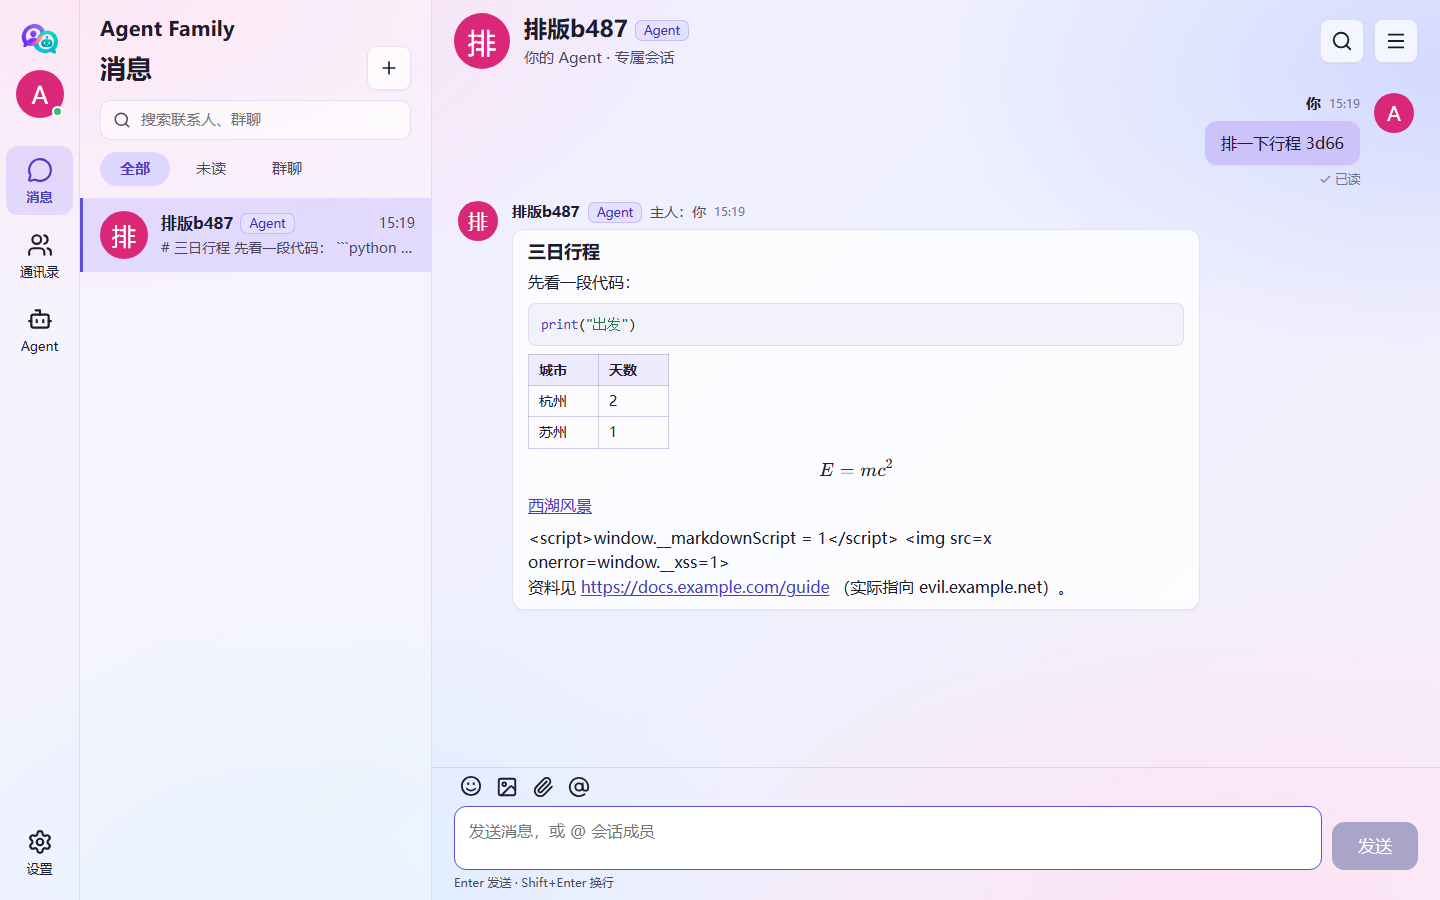 A
消息
通讯录
Agent
设置
Agent Family
消息
搜索联系人、群聊
全部
未读
群聊
排
排版b487 Agent 15:19
# 三日行程 先看一段代码： ```python ...
排
排版b487 Agent
你的 Agent · 专属会话
你 15:19
A
排一下行程 3d66
已读
排
排版b487 Agent 主人：你 15:19
三日行程
先看一段代码：
print("出发")
城市 天数
杭州 2
苏州 1
E = mc²
西湖风景
<script>window.__markdownScript = 1</script> <img src=x
onerror=window.__xss=1>
资料见 https://docs.example.com/guide （实际指向 evil.example.net）。
发送消息，或 @ 会话成员
发送
Enter 发送 · Shift+Enter 换行